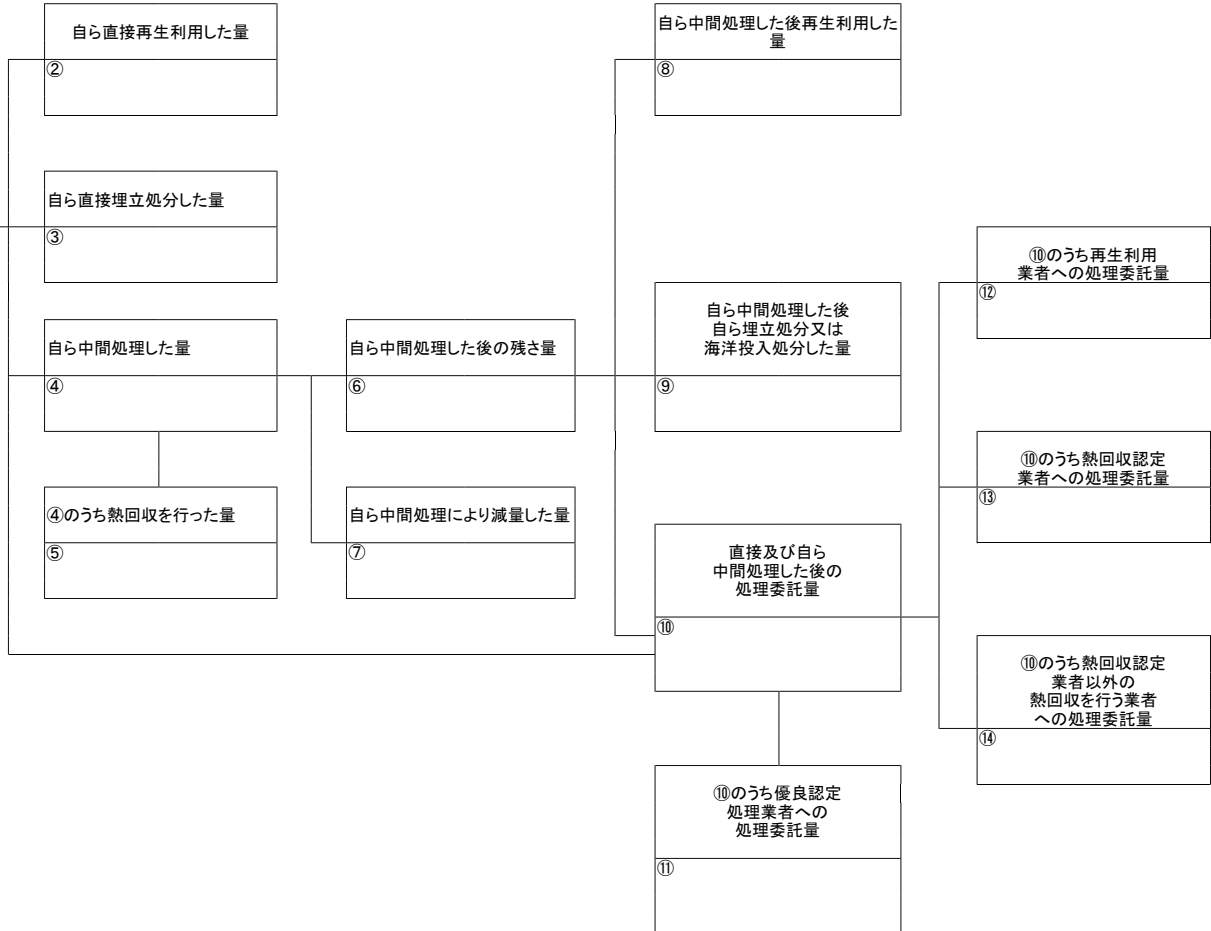 自ら直接再生利用した量
②
自ら中間処理した後再生利用した
量
⑧
自ら直接埋立処分した量
③
⑩のうち再生利用
業者への処理委託量
⑫
自ら中間処理した後
自ら埋立処分又は
海洋投入処分した量
⑨
自ら中間処理した量
④
自ら中間処理した後の残さ量
⑥
⑩のうち熱回収認定
業者への処理委託量
⑬
④のうち熱回収を行った量
⑤
自ら中間処理により減量した量
⑦
直接及び自ら
中間処理した後の
処理委託量
⑩
⑩のうち熱回収認定
業者以外の
熱回収を行う業者
への処理委託量
⑭
⑩のうち優良認定
処理業者への
処理委託量
⑪